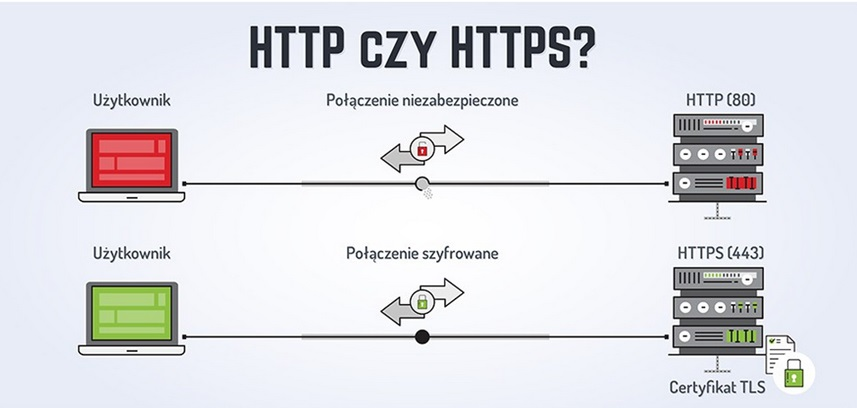 HTTP CZY HTTPS?
Użytkownik
Połączenie niezabezpieczone
HTTP (80)
Użytkownik
Połączenie szyfrowane
HTTPS (443)
Certyfikat TLS